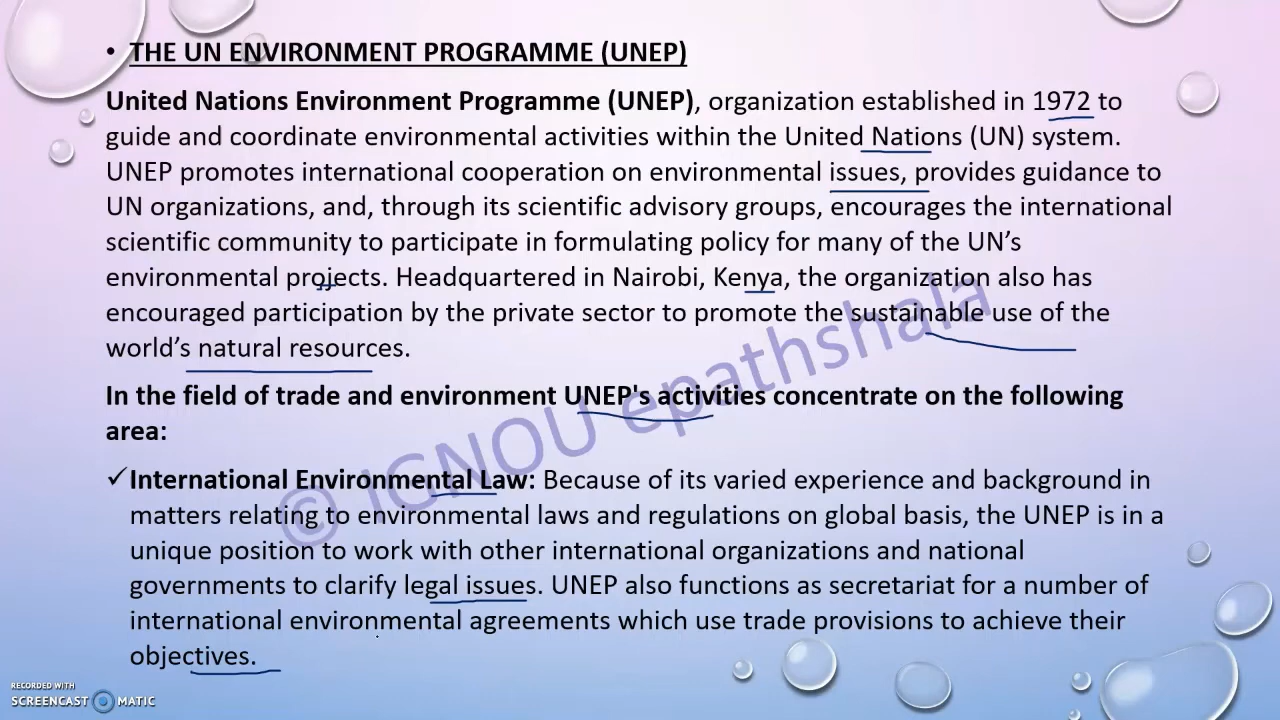 • THE UN ENVIRONMENT PROGRAMME (UNEP)
United Nations Environment Programme (UNEP), organization established in 1972 to
guide and coordinate environmental activities within the United Nations (UN) system.
UNEP promotes international cooperation on environmental issues, provides guidance to
UN organizations, and, through its scientific advisory groups, encourages the international
scientific community to participate in formulating policy for many of the UN’s
environmental projects. Headquartered in Nairobi, Kenya, the organization also has
encouraged participation by the private sector to promote the sustainable use of the
world’s natural resources.
In the field of trade and environment UNEP's activities concentrate on the following
area:
✓International Environmental Law: Because of its varied experience and background in
matters relating to environmental laws and regulations on global basis, the UNEP is in a
unique position to work with other international organizations and national
governments to clarify legal issues. UNEP also functions as secretariat for a number of
international environmental agreements which use trade provisions to achieve their
objectives.
© IGNOU epathshala
RECORDED WITH
SCREENCAST MATIC